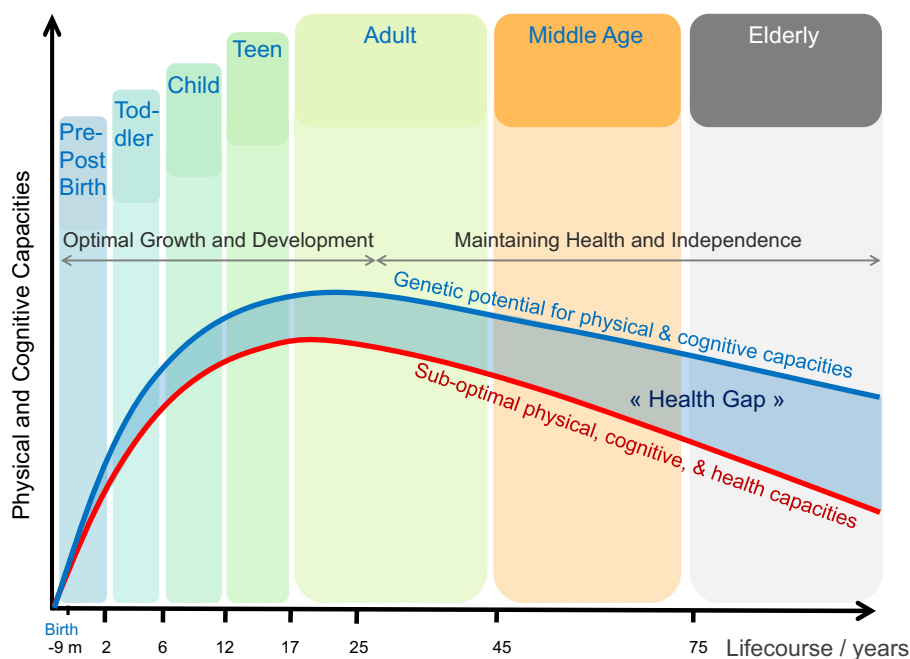 Physical and Cognitive Capacities
Pre-
Post
Birth
Tod-
dler
Child
Teen
Adult
Middle Age
Elderly
Optimal Growth and Development
Maintaining Health and Independence
Genetic potential for physical & cognitive capacities
« Health Gap »
Sub-optimal physical, cognitive, & health capacities
Birth
-9 m 2 6 12 17 25 45 75 Lifecourse / years